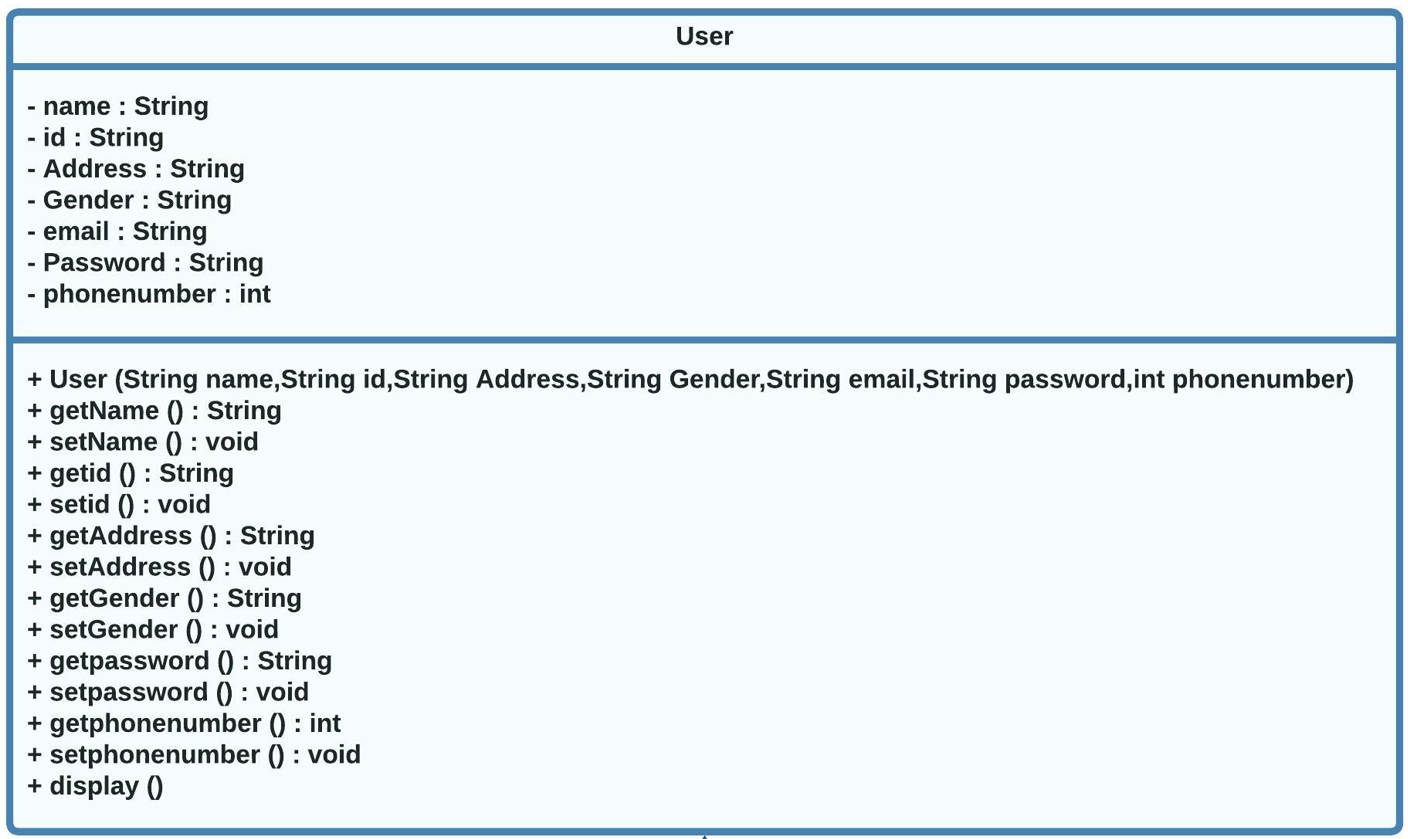 User
- name : String
- id : String
- Address : String
- Gender : String
- email : String
- Password : String
- phonenumber : int
+ User (String name,String id,String Address,String Gender,String email,String password,int phonenumber)
+ getName () : String
+ setName () : void
+ getid () : String
+ setid () : void
+ getAddress () : String
+ setAddress () : void
+ getGender () : String
+ setGender () : void
+ getpassword () : String
+ setpassword () : void
+ getphonenumber () : int
+ setphonenumber () : void
+ display ()